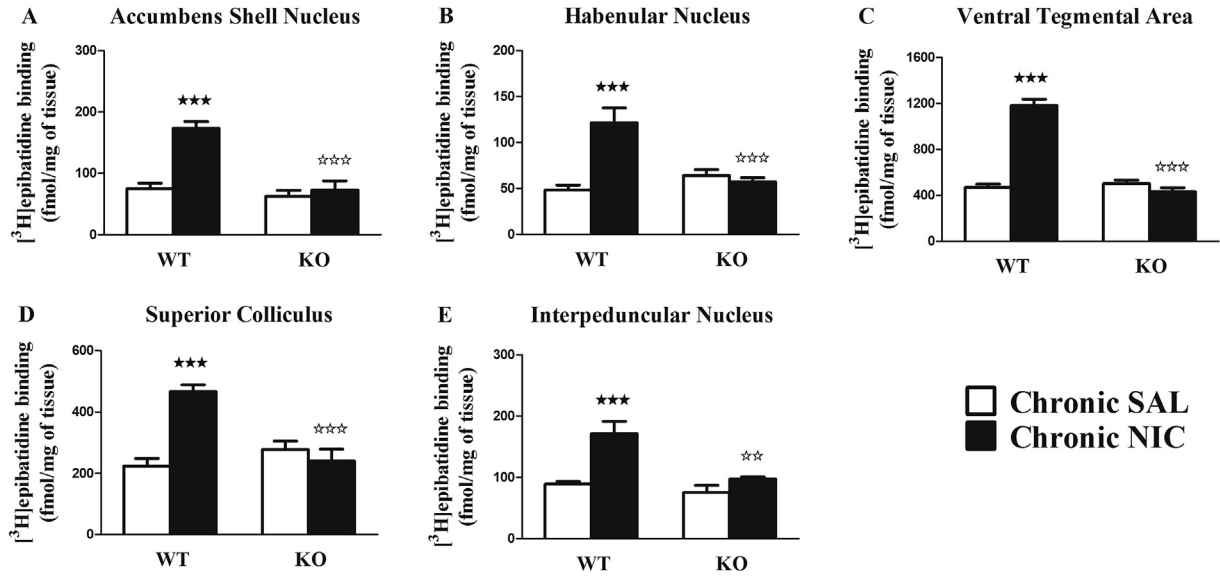 A Accumbens Shell Nucleus
[³H]epibatidine binding
(fmol/mg of tissue)
300
200
100
0
★★★
☆☆☆
WT KO
B Habenular Nucleus
[³H]epibatidine binding
(fmol/mg of tissue)
200
150
100
50
0
★★★
☆☆☆
WT KO
C Ventral Tegmental Area
[³H]epibatidine binding
(fmol/mg of tissue)
1600
1200
800
400
0
★★★
☆☆☆
WT KO
D Superior Colliculus
[³H]epibatidine binding
(fmol/mg of tissue)
600
400
200
0
★★★
☆☆☆
WT KO
E Interpeduncular Nucleus
[³H]epibatidine binding
(fmol/mg of tissue)
300
200
100
0
★★★
☆☆
WT KO
Chronic SAL
Chronic NIC